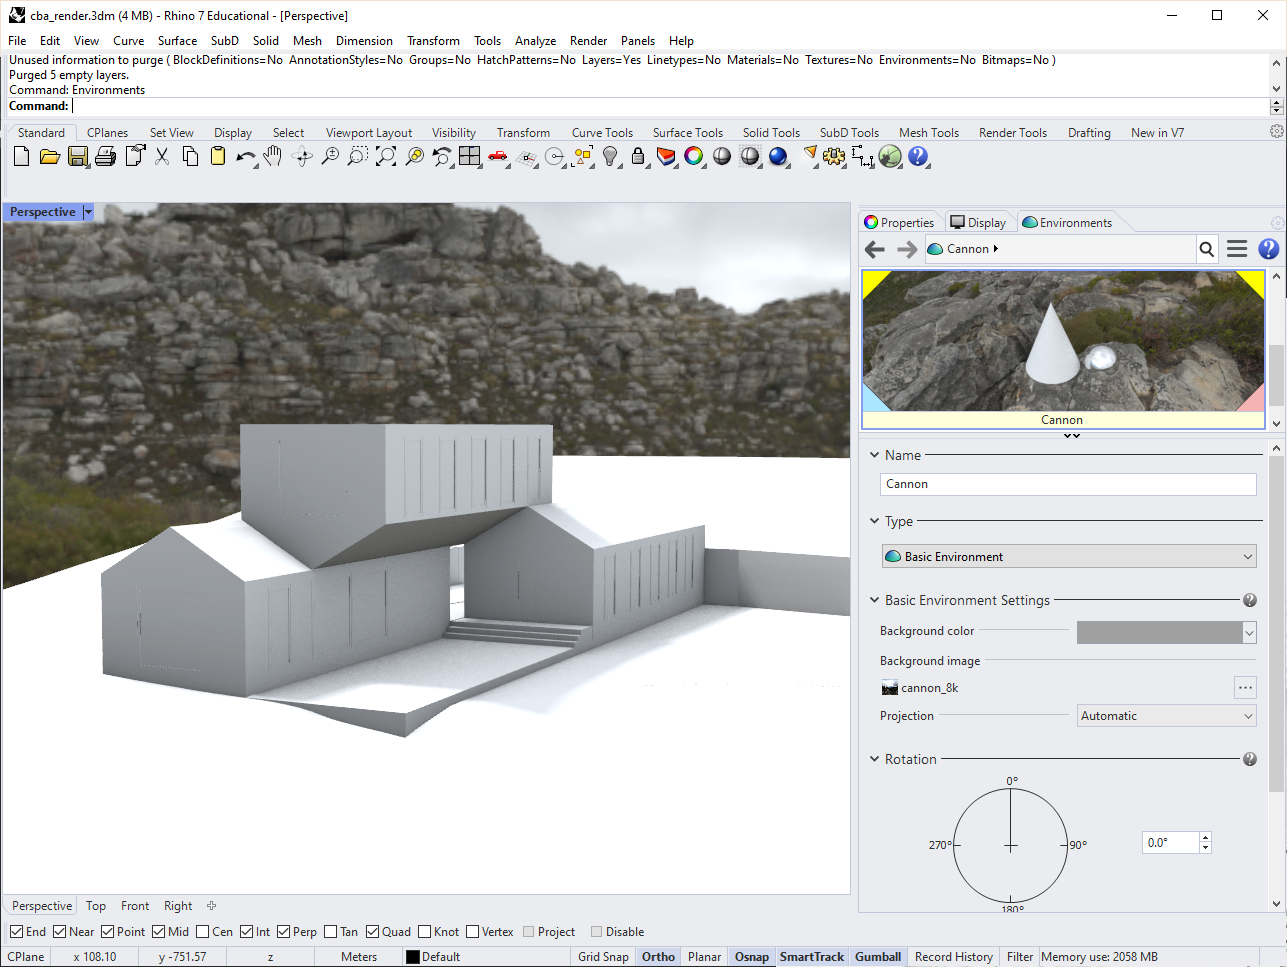 cba_render.3dm (4 MB) - Rhino 7 Educational - [Perspective]
File Edit View Curve Surface SubD Solid Mesh Dimension Transform Tools Analyze Render Panels Help
Unused information to purge ( BlockDefinitions=No AnnotationStyles=No Groups=No HatchPatterns=No Layers=Yes Linetypes=No Materials=No Textures=No Environments=No Bitmaps=No )
Purged 5 empty layers.
Command: Environments
Command:
Standard CPlanes Set View Display Select Viewport Layout Visibility Transform Curve Tools Surface Tools Solid Tools SubD Tools Mesh Tools Render Tools Drafting New in V7
Perspective
Properties Display Environments
Cannon
Cannon
Name
Cannon
Type
Basic Environment
Basic Environment Settings
Background color
Background image
cannon_8k
Projection Automatic
Rotation
0°
270° 90° 0.0°
180°
Perspective Top Front Right
End Near Point Mid Cen Int Perp Tan Quad Knot Vertex Project Disable
CPlane x 108.10 y -751.57 z Meters Default Grid Snap Ortho Planar Osnap SmartTrack Gumball Record History Filter Memory use: 2058 MB